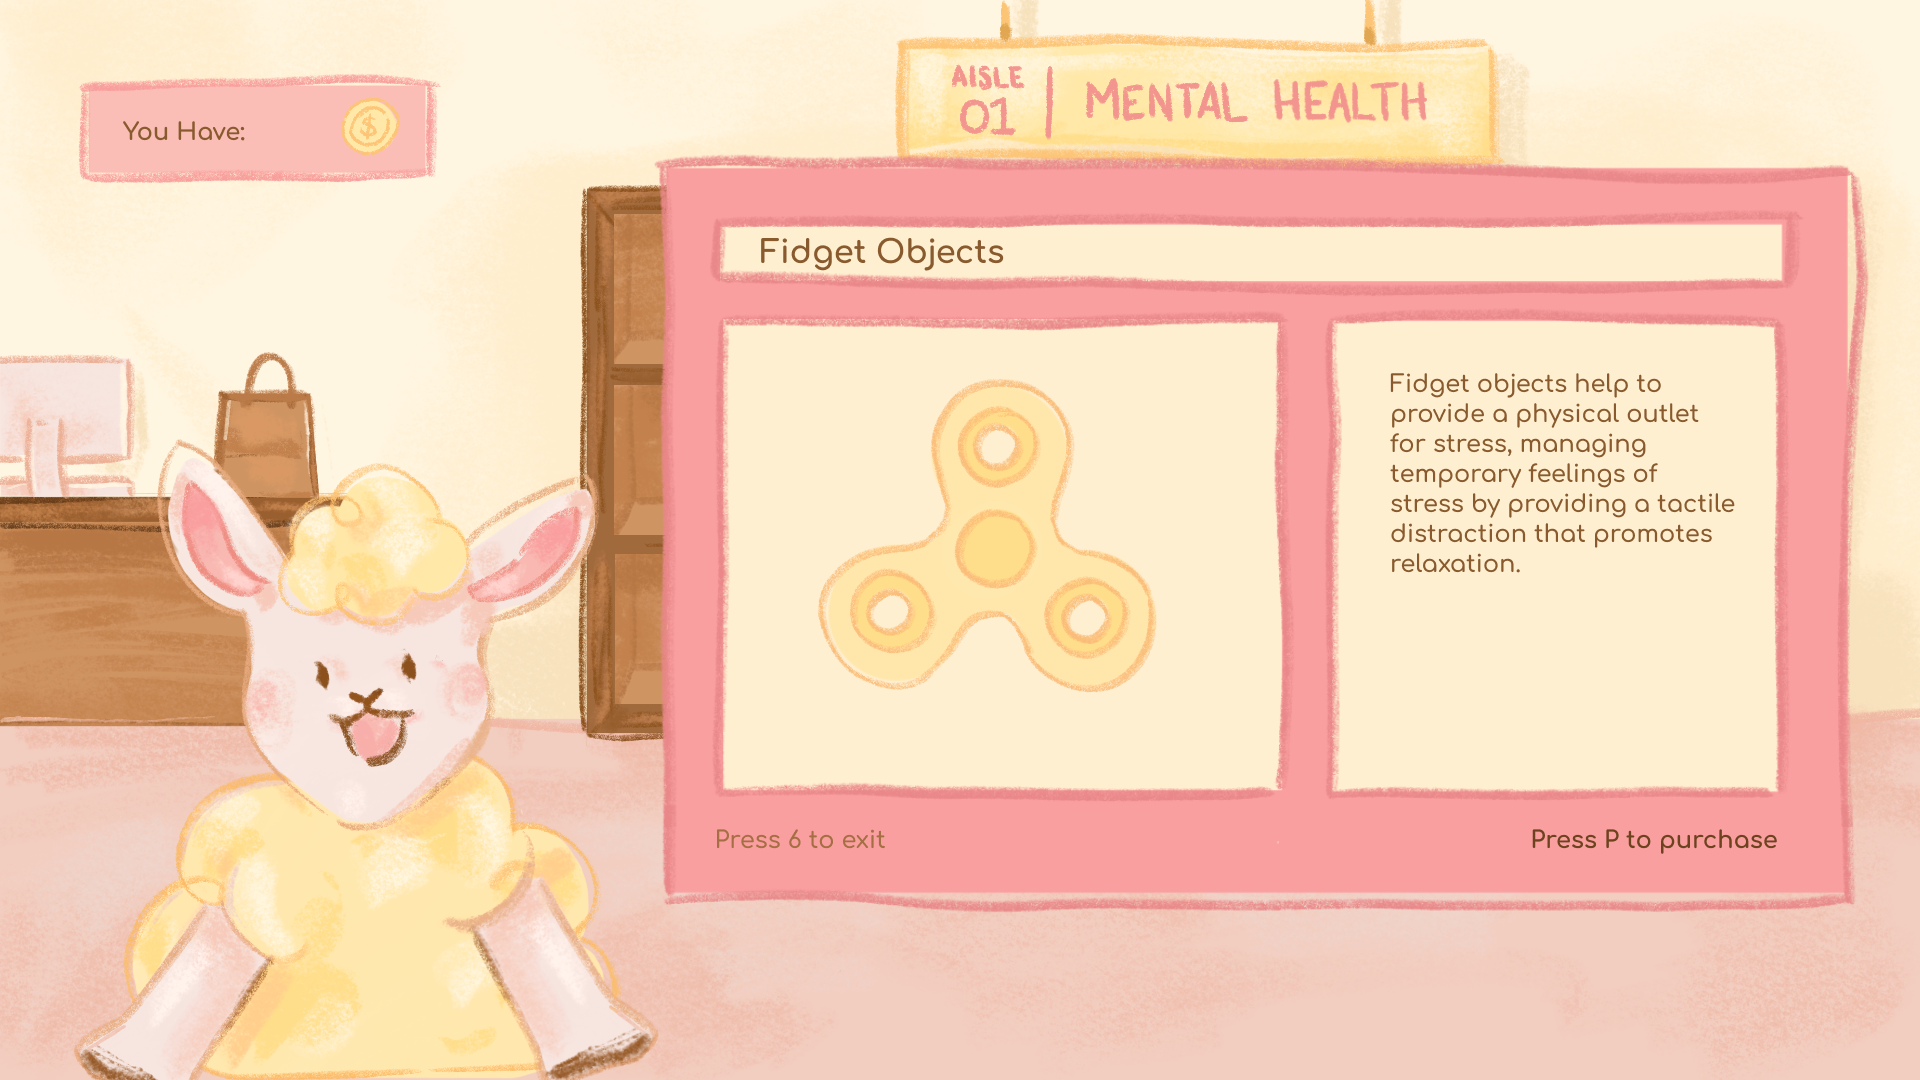 You Have:
$
AISLE
01
MENTAL HEALTH
Fidget Objects
Fidget objects help to
provide a physical outlet
for stress, managing
temporary feelings of
stress by providing a tactile
distraction that promotes
relaxation.
Press 6 to exit
Press P to purchase